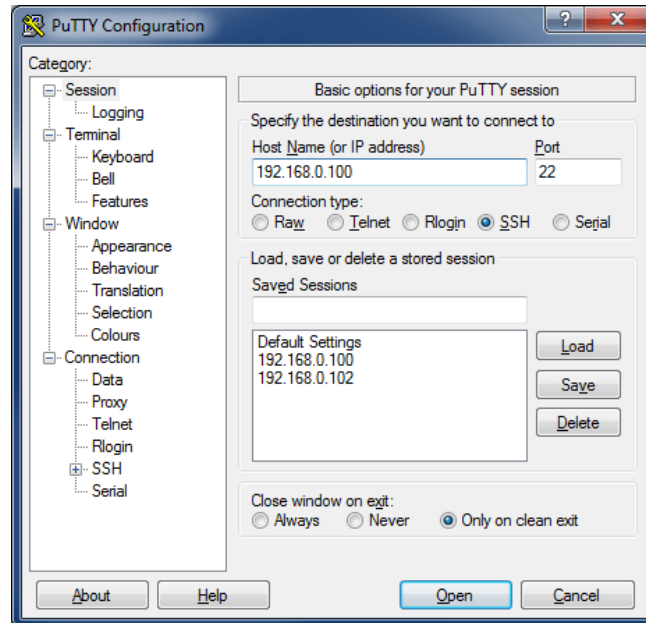 PuTTY Configuration
Category:
Session
Logging
Terminal
Keyboard
Bell
Features
Window
Appearance
Behaviour
Translation
Selection
Colours
Connection
Data
Proxy
Telnet
Rlogin
SSH
Serial
Basic options for your PuTTY session
Specify the destination you want to connect to
Host Name (or IP address) Port
192.168.0.100 22
Connection type:
Raw Telnet Rlogin SSH Serial
Load, save or delete a stored session
Saved Sessions
Default Settings
192.168.0.100
192.168.0.102
Load
Save
Delete
Close window on exit:
Always Never Only on clean exit
About Help Open Cancel